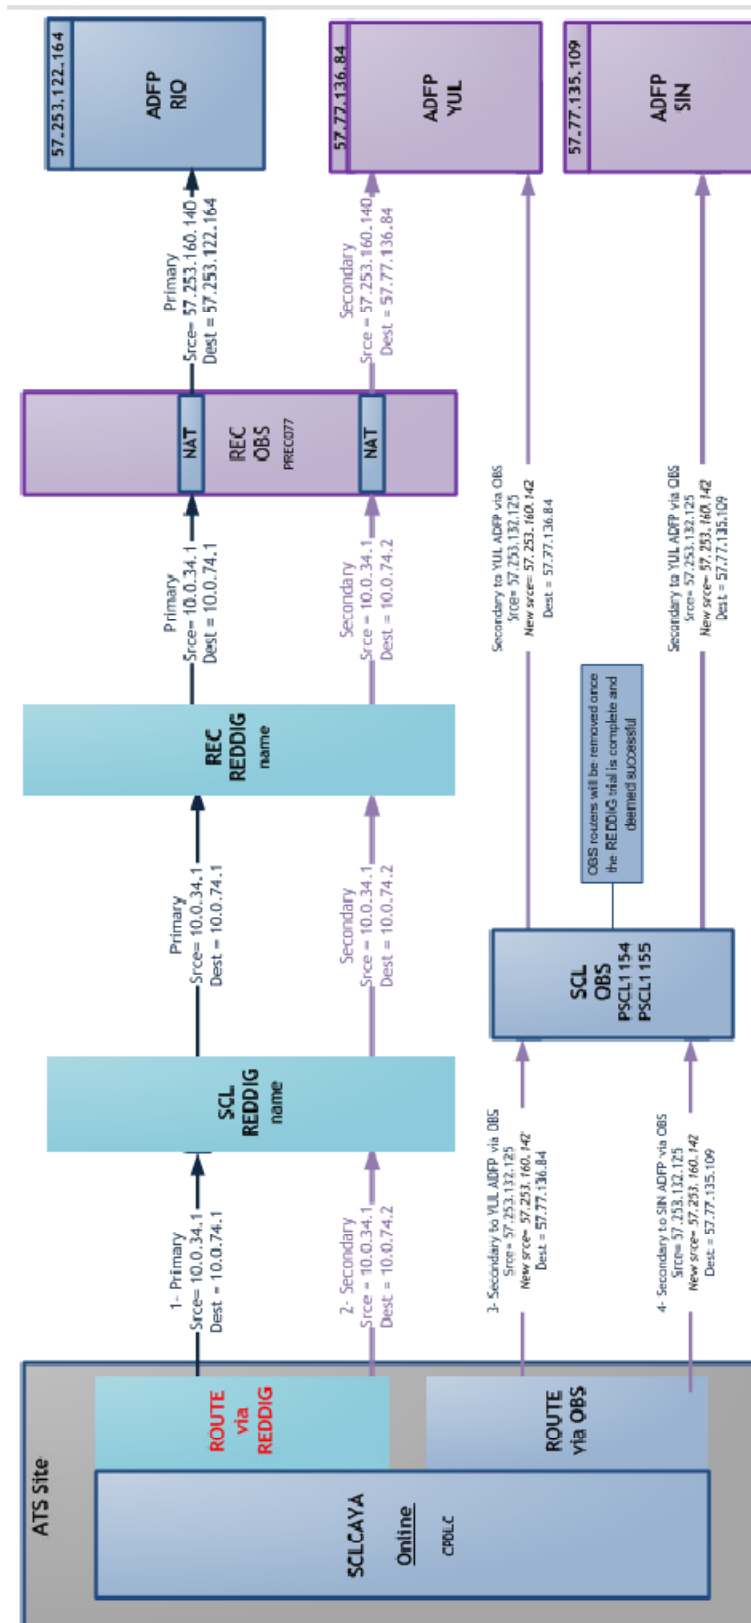 ATS Site
SCLCAYA
Online
CPDLC
ROUTE
via
REDDIG
ROUTE
via OBS
1- Primary
Srce= 10.0.34.1
Dest = 10.0.74.1
2- Secondary
Srce = 10.0.34.1
Dest = 10.0.74.2
3- Secondary to YUL ADFP via OBS
Srce= 57.253.132.125
New srce= 57.253.160.142
Dest = 57.77.136.84
4- Secondary to SIN ADFP via OBS
Srce= 57.253.132.125
New srce= 57.253.160.142
Dest= 57.77.135.109
SCL
REDDIG
name
SCL
OBS
PSCL1154
PSCL1155
OBS routers will be removed once
the REDDIG trial is complete and
deemed successful
Primary
Srce= 10.0.34.1
Dest = 10.0.74.1
Secondary
Srce = 10.0.34.1
Dest = 10.0.74.2
REC
REDDIG
name
Primary
Srce= 10.0.34.1
Dest = 10.0.74.1
Secondary
Srce = 10.0.34.1
Dest = 10.0.74.2
NAT
REC
OBS
PREC077
NAT
Primary
Srce= 57.253.160.140
Dest = 57.253.122.164
Secondary
Srce= 57.253.160.140
Dest = 57.77.136.84
Secondary to YUL ADFP via OBS
Srce= 57.253.132.125
New srce= 57.253.160.142
Dest = 57.77.136.84
Secondary to YUL ADFP via OBS
Srce= 57.253.132.125
New srce= 57.253.160.142
Dest= 57.77.135.109
57.253.122.164
ADFP
RIO
57.77.136.84
ADFP
YUL
57.77.135.109
ADFP
SIN